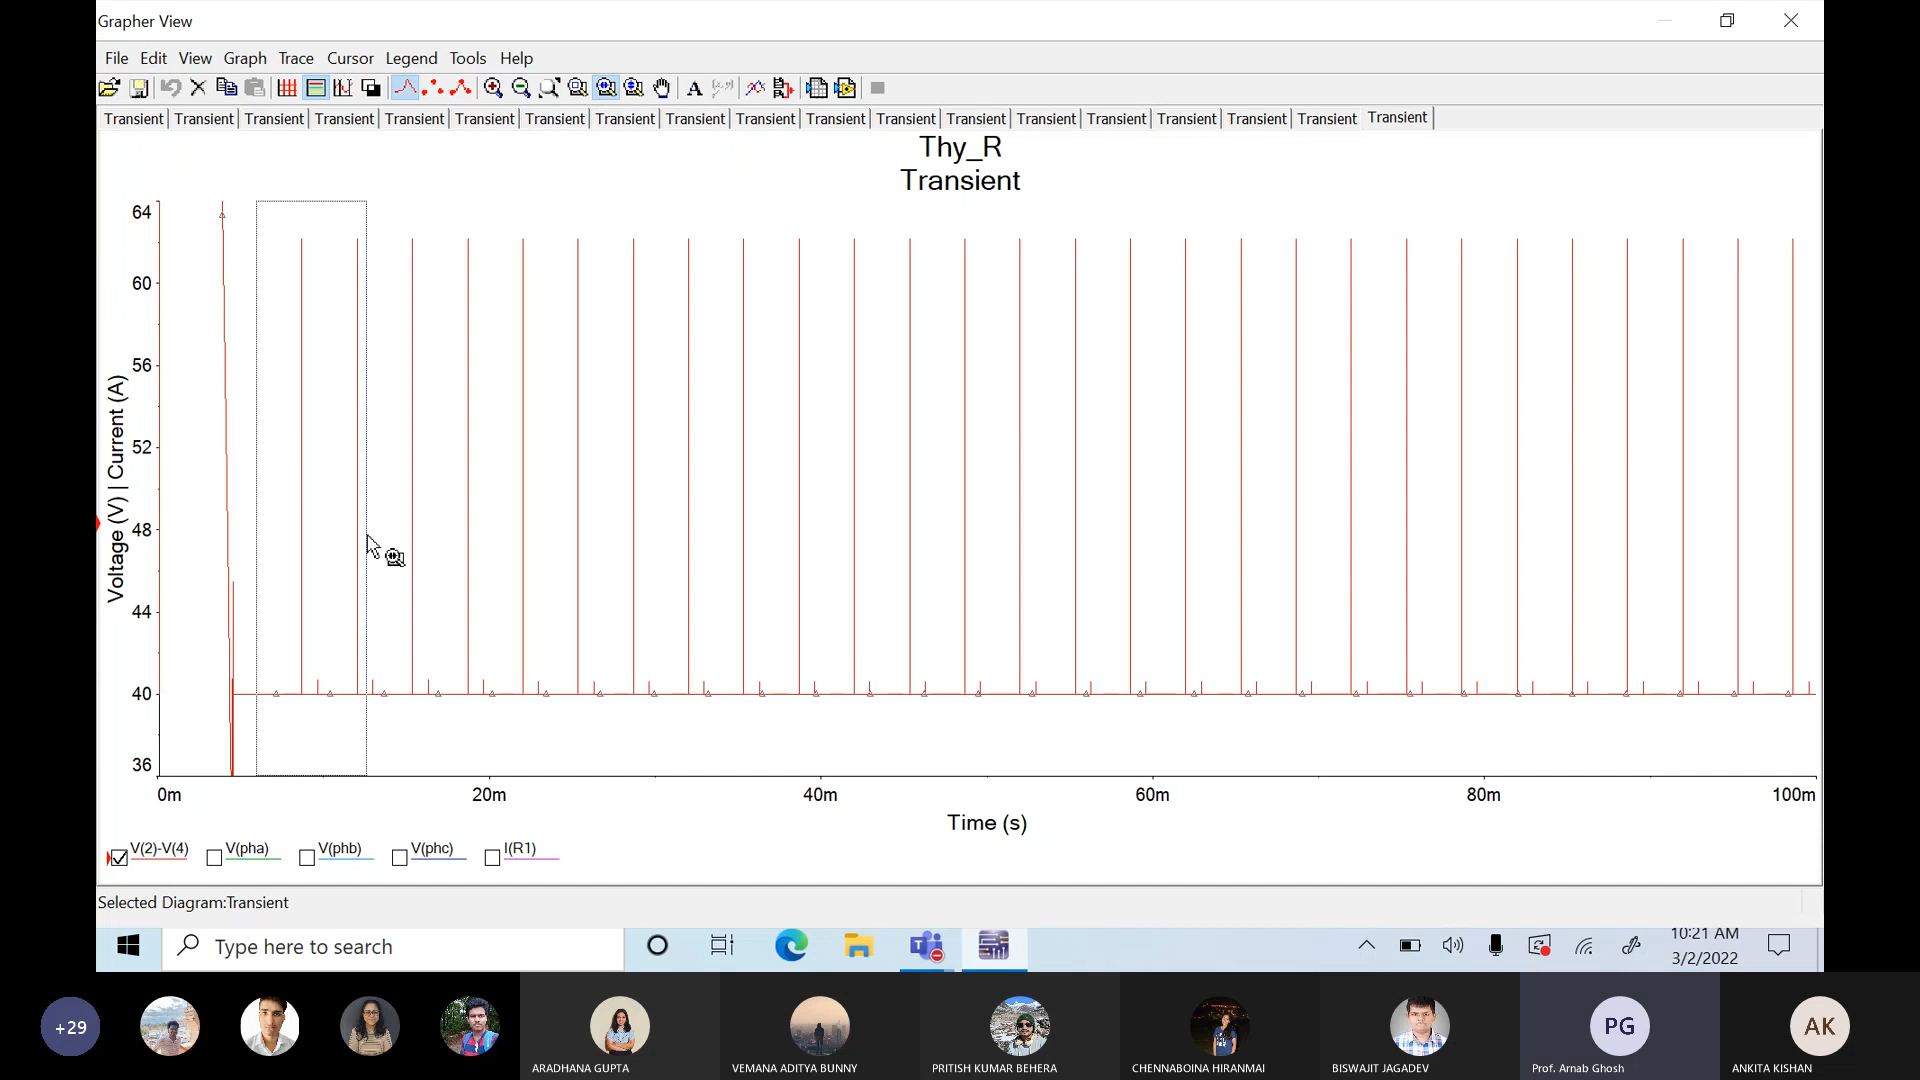 Grapher View
File Edit View Graph Trace Cursor Legend Tools Help
Transient Transient Transient Transient Transient Transient Transient Transient Transient Transient Transient Transient Transient Transient Transient Transient Transient Transient Transient
Thy_R
Transient
64
60
56
52
48
44
40
36
Voltage (V) | Current (A)
0m 20m 40m 60m 80m 100m
Time (s)
V(2)-V(4) V(pha) V(phb) V(phc) I(R1)
Selected Diagram:Transient
Type here to search
10:21 AM
3/2/2022
+29
PG
AK
ARADHANA GUPTA
VEMANA ADITYA BUNNY
PRITISH KUMAR BEHERA
CHENNABOINA HIRANMAI
BISWAJIT JAGADEV
Prof. Arnab Ghosh
ANKITA KISHAN